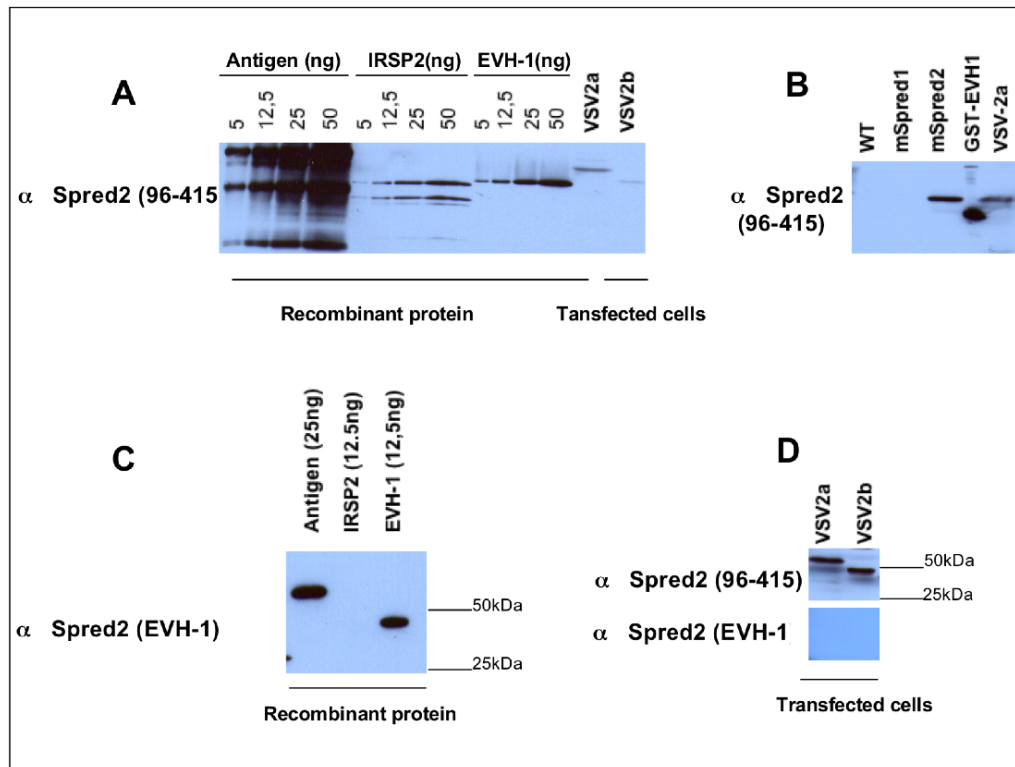 A
Antigen (ng) IRSP2(ng) EVH-1(ng)
5 12,5 25 50 5 12,5 25 50 5 12,5 25 50 VSV2a VSV2b
α Spred2 (96-415
Recombinant protein Tansfected cells
B
WT mSpred1 mSpred2 GST-EVH1 VSV-2a
α Spred2
(96-415)
C
Antigen (25ng) IRSP2 (12.5ng) EVH-1 (12,5ng)
50kDa
α Spred2 (EVH-1)
25kDa
Recombinant protein
D
VSV2a VSV2b
50kDa
α Spred2 (96-415)
25kDa
α Spred2 (EVH-1
Transfected cells